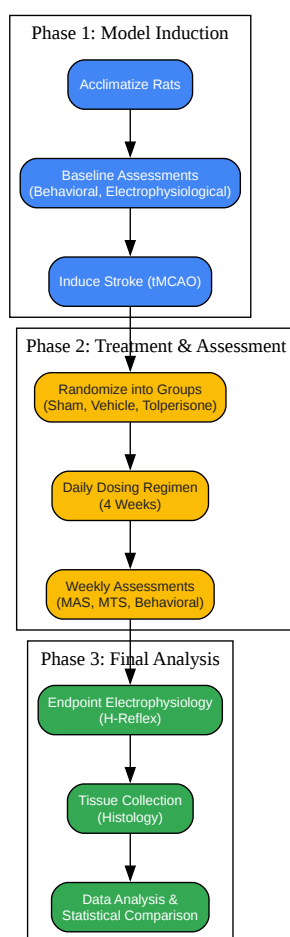 Phase 1: Model Induction
Acclimatize Rats
Baseline Assessments
(Behavioral, Electrophysiological)
Induce Stroke (tMCAO)
Phase 2: Treatment & Assessment
Randomize into Groups
(Sham, Vehicle, Tolperisone)
Daily Dosing Regimen
(4 Weeks)
Weekly Assessments
(MAS, MTS, Behavioral)
Phase 3: Final Analysis
Endpoint Electrophysiology
(H-Reflex)
Tissue Collection
(Histology)
Data Analysis &
Statistical Comparison